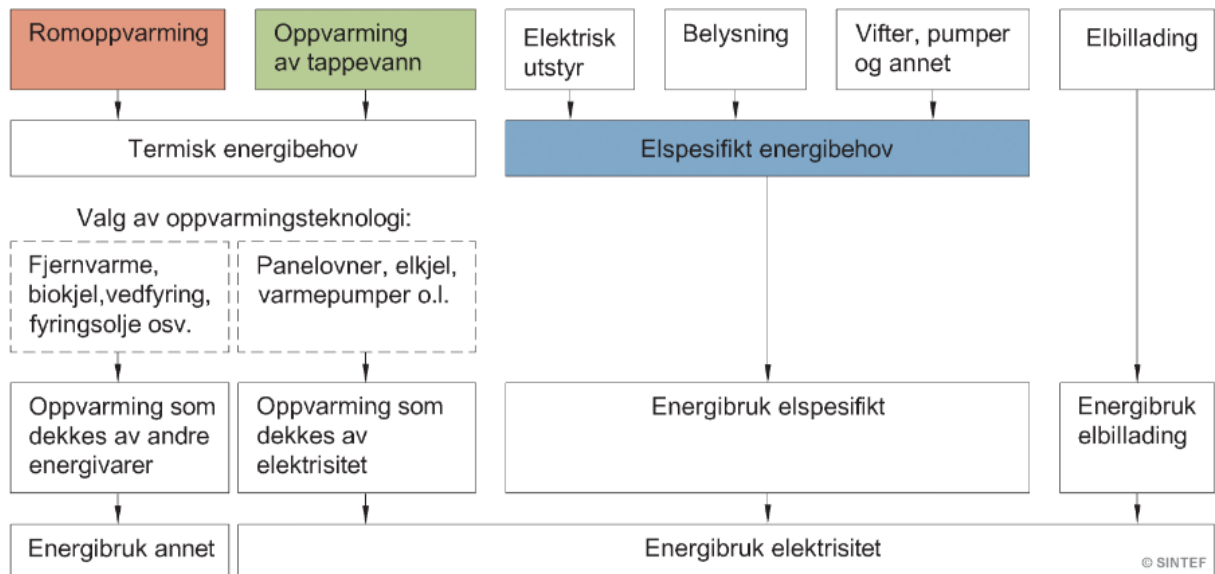 Romoppvarming
Oppvarming
av tappevann
Elektrisk
utstyr
Belysning
Vifter, pumper
og annet
Elbillading
Termisk energibehov
Elspesifikt energibehov
Valg av oppvarmingsteknologi:
Fjernvarme,
biokjel,vedfyring,
fyringsolje osv.
Panelovner, elkjel,
varmepumper o.l.
Oppvarming som
dekkes av andre
energivarer
Oppvarming som
dekkes av
elektrisitet
Energibruk elspesifikt
Energibruk
elbillading
Energibruk annet
Energibruk elektrisitet
© SINTEF